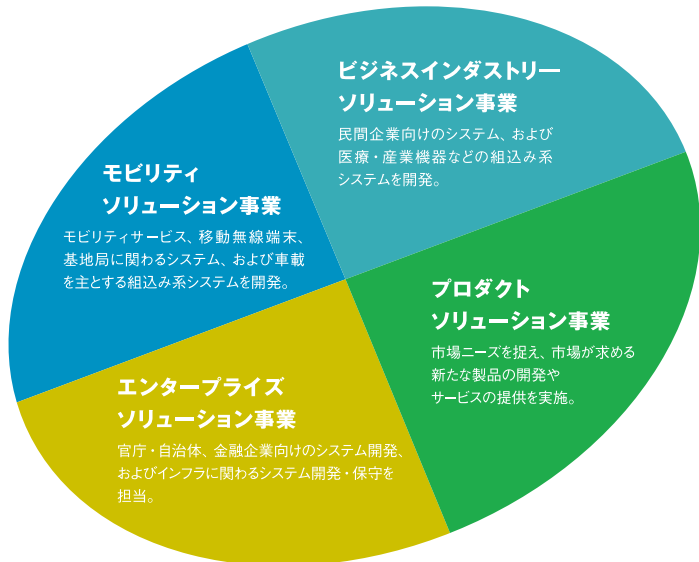 ビジネスインダストリー
ソリューション事業
民間企業向けのシステム、および
医療・産業機器などの組込み系
システムを開発。
モビリティ
ソリューション事業
モビリティサービス、移動無線端末、
基地局に関わるシステム、および車載
を主とする組込み系システムを開発。
プロダクト
ソリューション事業
市場ニーズを捉え、市場が求める
新たな製品の開発や
サービスの提供を実施。
エンタープライズ
ソリューション事業
官庁・自治体、金融企業向けのシステム開発、
およびインフラに関わるシステム開発・保守を
担当。